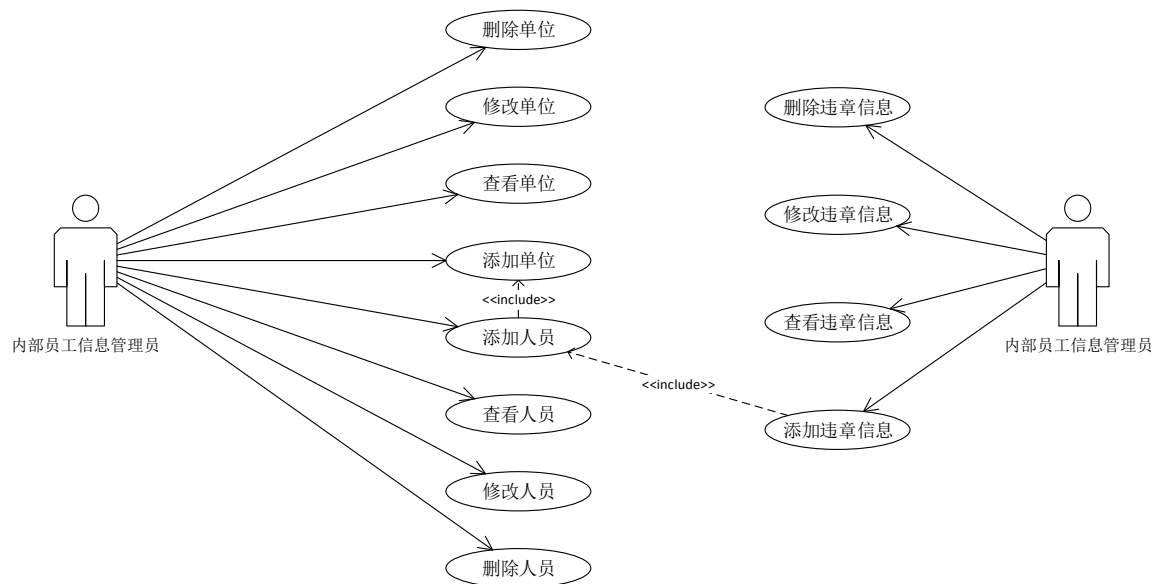 删除单位
修改单位
删除违章信息
查看单位
修改违章信息
添加单位
<<include>>
查看违章信息
添加人员
内部员工信息管理员
内部员工信息管理员
<<include>>
查看人员
添加违章信息
修改人员
删除人员